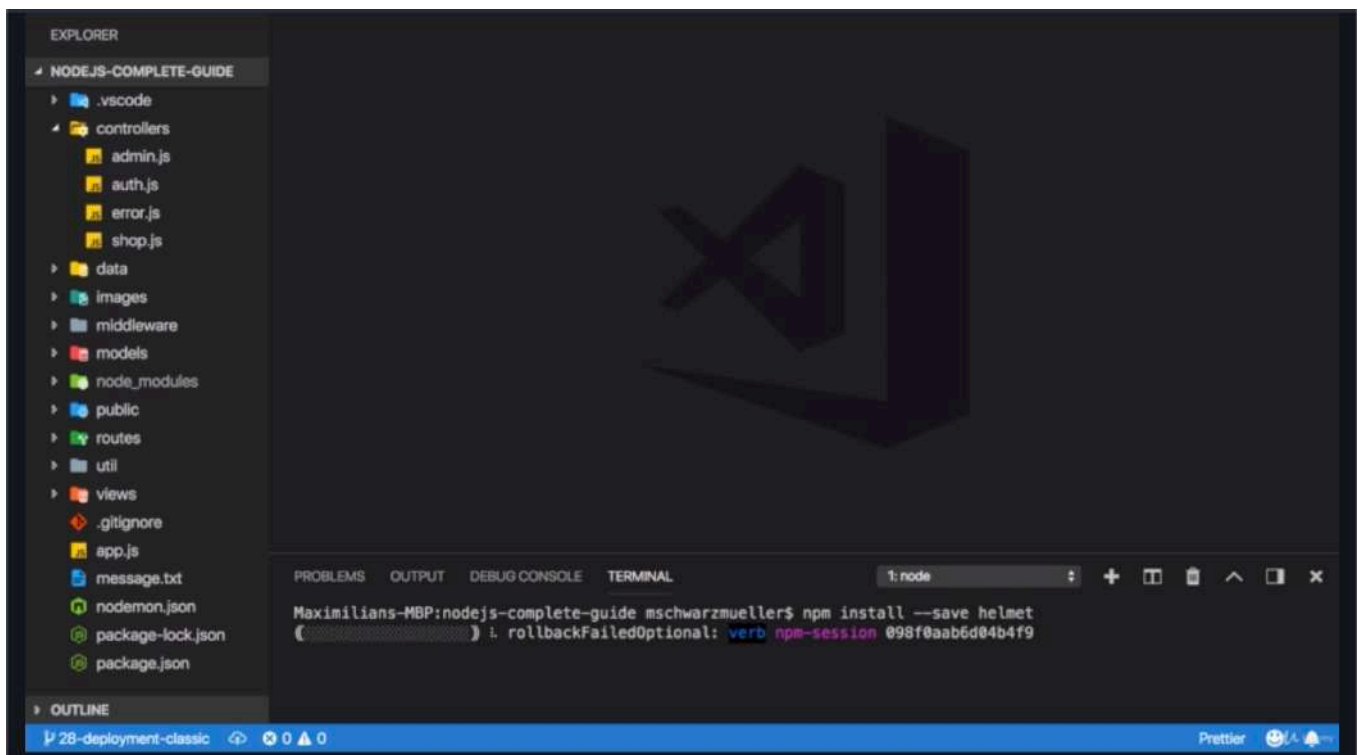 EXPLORER
NODEJS-COMPLETE-GUIDE
.vscode
controllers
admin.js
auth.js
error.js
shop.js
data
images
middleware
models
node_modules
public
routes
util
views
.gitignore
app.js
message.txt
nodemon.json
package-lock.json
package.json
OUTLINE
PROBLEMS OUTPUT DEBUG CONSOLE TERMINAL 1: node
Maximilians-MBP:nodejs-complete-guide mschwarzmueller$ npm install --save helmet
rollbackFailedOptional: verb npm-session 098f0aab6d04b4f9
28-deployment-classic 0 0 Prettier